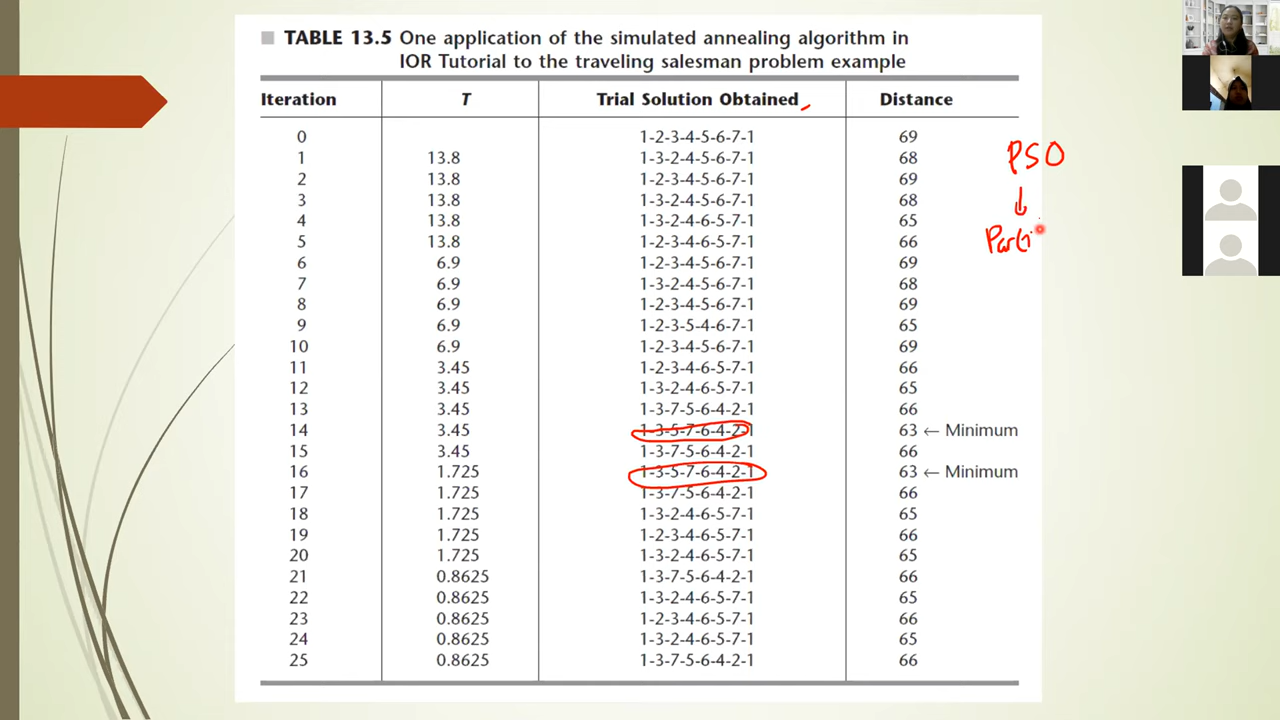 TABLE 13.5 One application of the simulated annealing algorithm in
IOR Tutorial to the traveling salesman problem example
Iteration T Trial Solution Obtained Distance
0 1-2-3-4-5-6-7-1 69
1 13.8 1-3-2-4-5-6-7-1 68
2 13.8 1-2-3-4-5-6-7-1 69
3 13.8 1-3-2-4-5-6-7-1 68
4 13.8 1-3-2-4-6-5-7-1 65
5 13.8 1-2-3-4-6-5-7-1 66
6 6.9 1-2-3-4-5-6-7-1 69
7 6.9 1-3-2-4-5-6-7-1 68
8 6.9 1-2-3-4-5-6-7-1 69
9 6.9 1-2-3-5-4-6-7-1 65
10 6.9 1-2-3-4-5-6-7-1 69
11 3.45 1-2-3-4-6-5-7-1 66
12 3.45 1-3-2-4-6-5-7-1 65
13 3.45 1-3-7-5-6-4-2-1 66
14 3.45 1-3-5-7-6-4-2-1 63 ← Minimum
15 3.45 1-3-7-5-6-4-2-1 66
16 1.725 1-3-5-7-6-4-2-1 63 ← Minimum
17 1.725 1-3-7-5-6-4-2-1 66
18 1.725 1-3-2-4-6-5-7-1 65
19 1.725 1-2-3-4-6-5-7-1 66
20 1.725 1-3-2-4-6-5-7-1 65
21 0.8625 1-3-7-5-6-4-2-1 66
22 0.8625 1-3-2-4-6-5-7-1 65
23 0.8625 1-2-3-4-6-5-7-1 66
24 0.8625 1-3-2-4-6-5-7-1 65
25 0.8625 1-3-7-5-6-4-2-1 66
PSO
↓
Parti